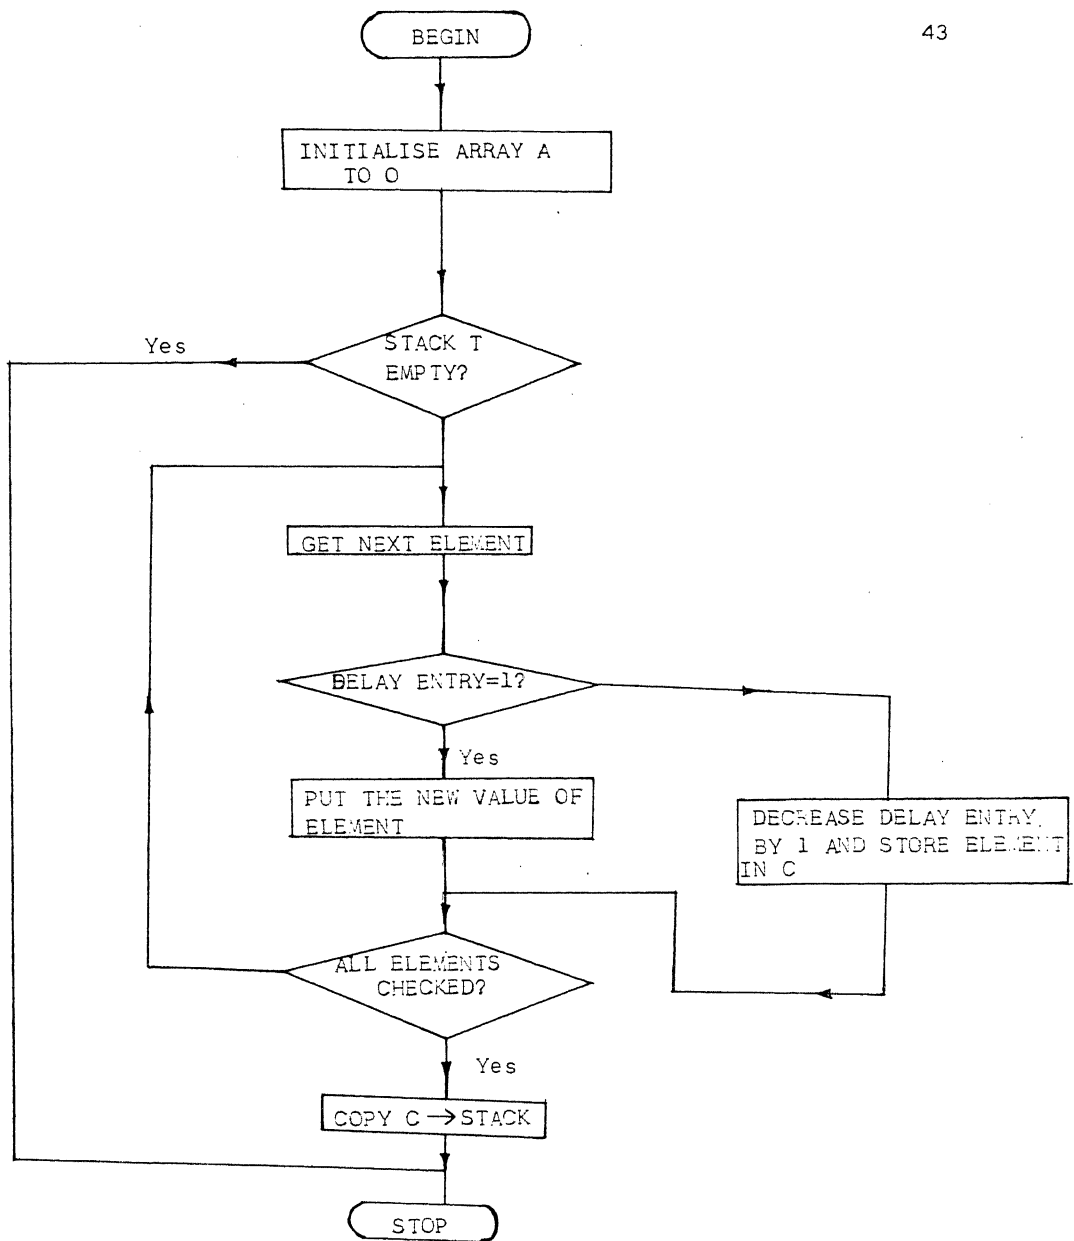 43
BEGIN
INITIALISE ARRAY A
TO O
STACK T
EMPTY?
Yes
GET NEXT ELEMENT
DELAY ENTRY=1?
Yes
PUT THE NEW VALUE OF
ELEMENT
DECREASE DELAY ENTRY
BY 1 AND STORE ELEMENT
IN C
ALL ELEMENTS
CHECKED?
Yes
COPY C → STACK
STOP